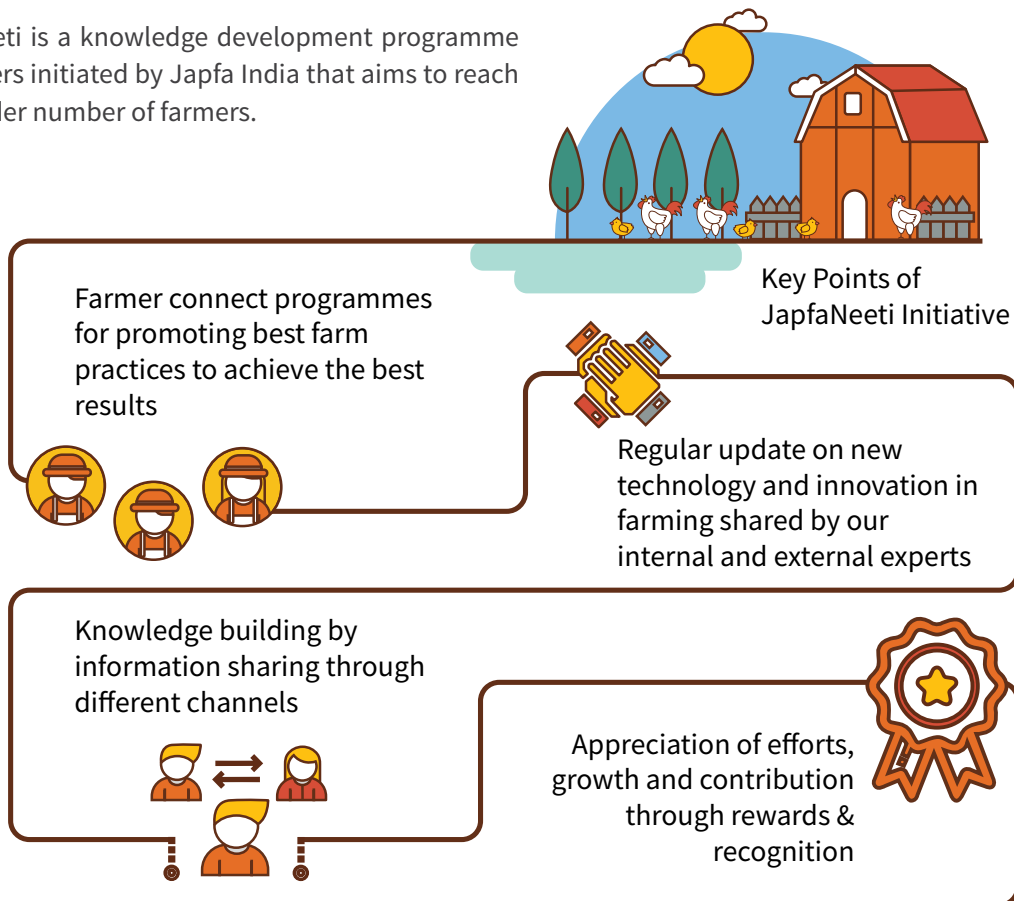 eti is a knowledge development programme
ers initiated by Japfa India that aims to reach
der number of farmers.
Key Points of
JapfaNeeti Initiative
Farmer connect programmes
for promoting best farm
practices to achieve the best
results
Regular update on new
technology and innovation in
farming shared by our
internal and external experts
Knowledge building by
information sharing through
different channels
Appreciation of efforts,
growth and contribution
through rewards &
recognition